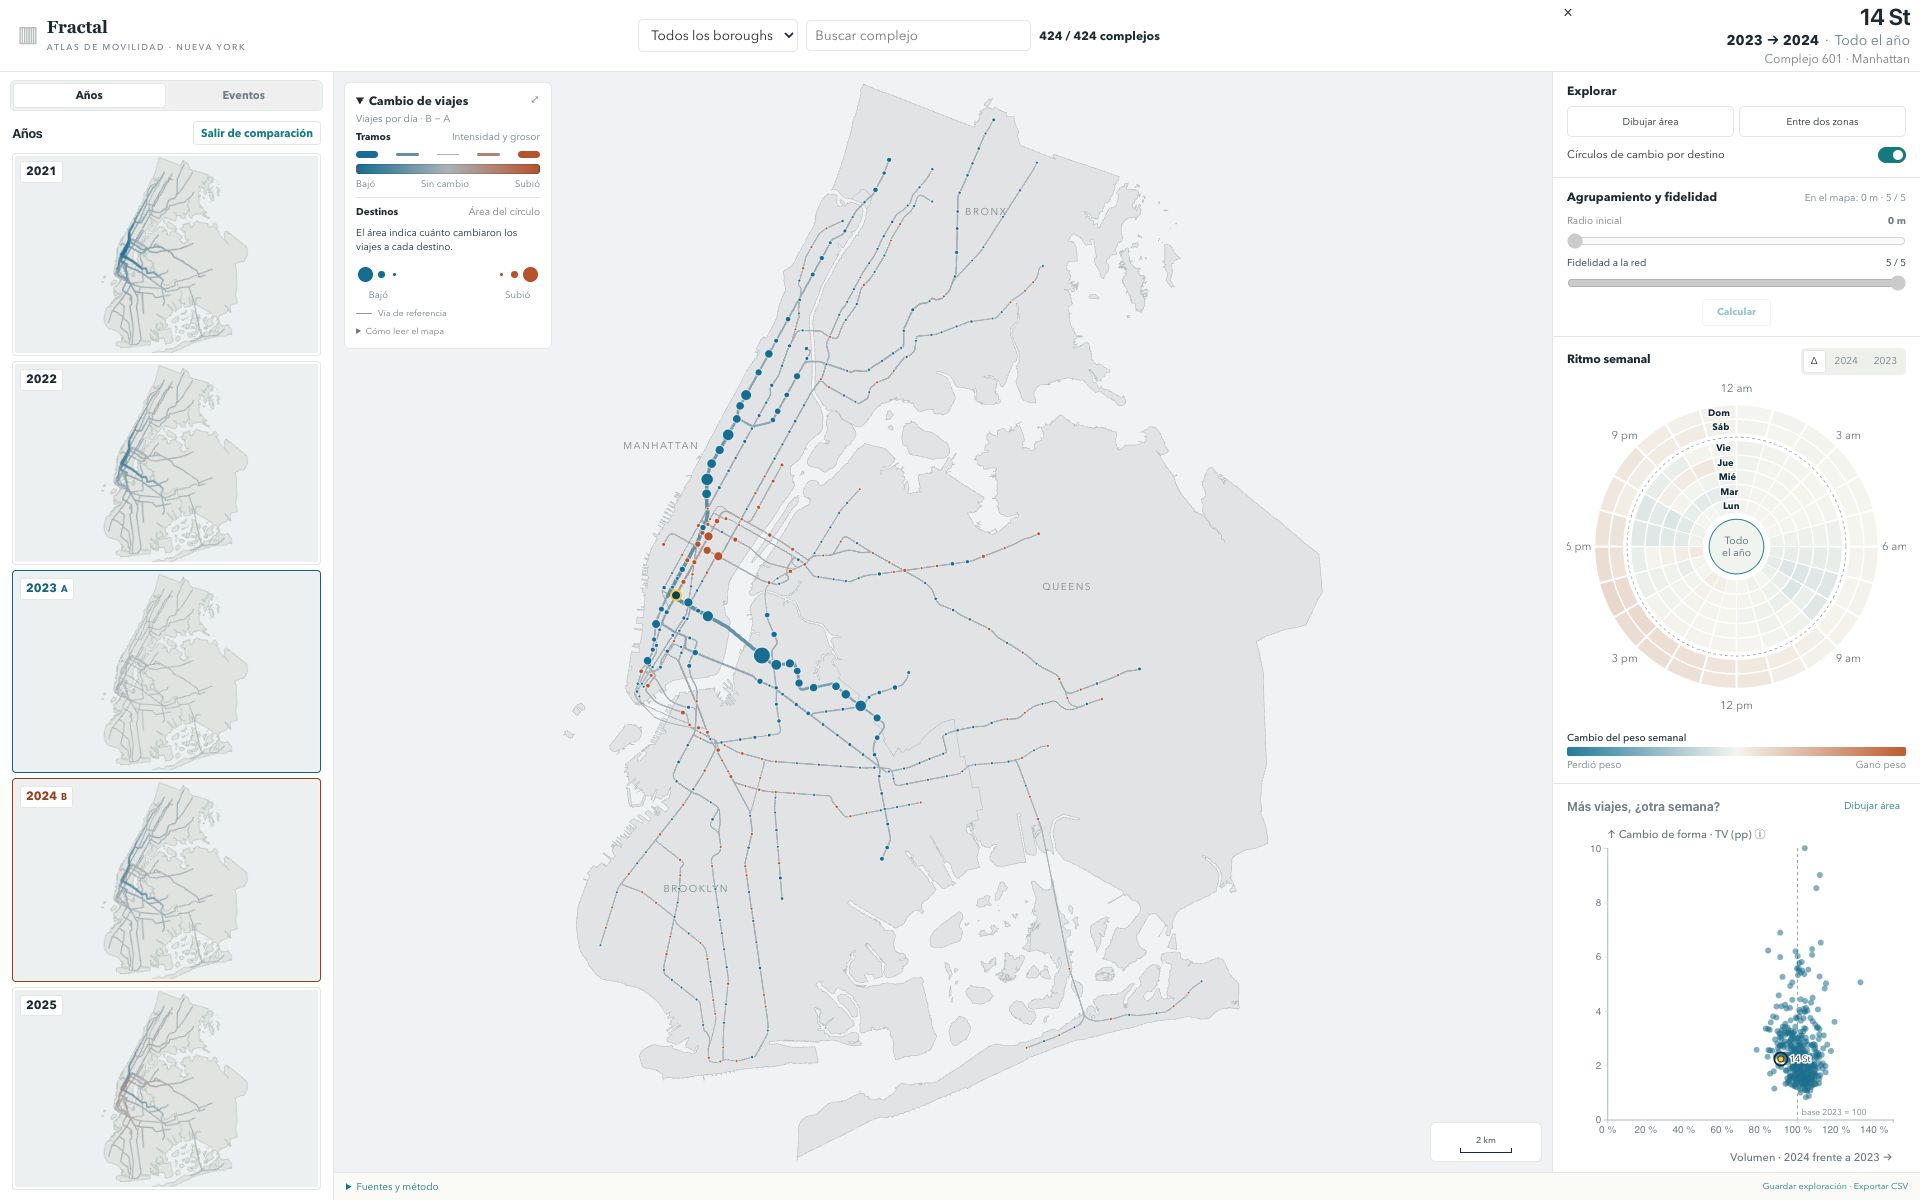 Fractal
ATLAS DE MOVILIDAD · NUEVA YORK
Todos los boroughs
Buscar complejo
424 / 424 complejos
×
14 St
2023 → 2024 · Todo el año
Complejo 601 · Manhattan
Años
Eventos
Años
Salir de comparación
2021
2022
2023 A
2024 B
2025
▼ Cambio de viajes
Viajes por día · B − A
Tramos
Intensidad y grosor
Bajó
Sin cambio
Subió
Destinos
Área del círculo
El área indica cuánto cambiaron los
viajes a cada destino.
Bajó
Subió
Vía de referencia
▶ Cómo leer el mapa
BRONX
MANHATTAN
QUEENS
BROOKLYN
2 km
▶ Fuentes y método
Explorar
Dibujar área
Entre dos zonas
Círculos de cambio por destino
Agrupamiento y fidelidad
En el mapa: 0 m · 5 / 5
Radio inicial
0 m
Fidelidad a la red
5 / 5
Calcular
Ritmo semanal
Δ
2024
2023
12 am
Dom
Sáb
9 pm
3 am
Vie
Jue
Mié
Mar
Lun
Todo
el año
6 am
3 pm
9 am
12 pm
Cambio del peso semanal
Perdió peso
Ganó peso
Más viajes, ¿otra semana?
Dibujar área
↑ Cambio de forma · TV (pp) ⓘ
10
8
6
4
2
14 St
base 2023 = 100
0
0 %
20 %
40 %
60 %
80 %
100 %
120 %
140 %
Volumen · 2024 frente a 2023 →
Guardar exploración · Exportar CSV